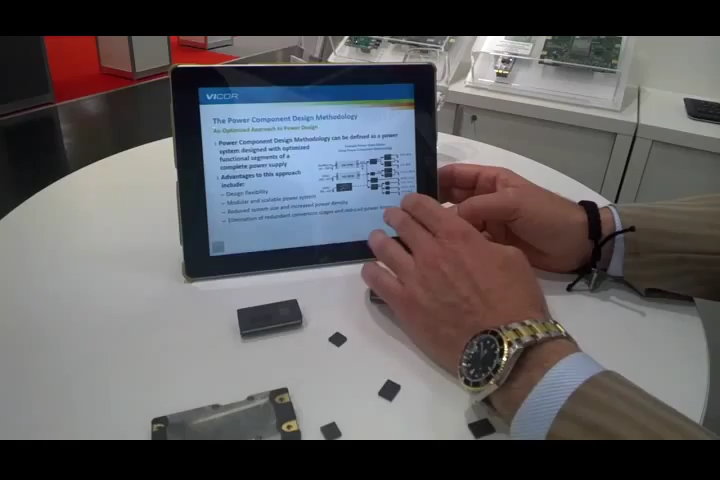 VICOR
The Power Component Design Methodology
An Optimized Approach to Power Design
Power Component Design Methodology can be defined as a power
system designed with optimized
functional segments of a
complete power supply
Advantages to this approach
include:
– Design flexibility
– Modular and scalable power system
– Reduced system size and increased power density
– Elimination of redundant conversion stages and